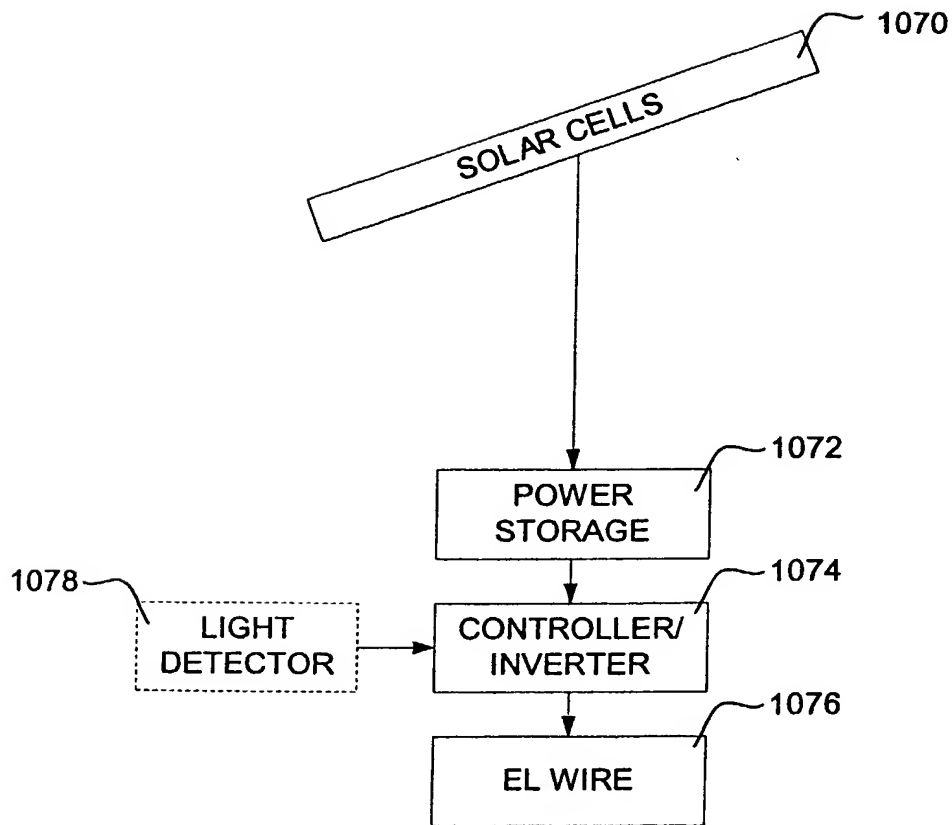 1070
SOLAR CELLS
1072
POWER
STORAGE
1078
1074
LIGHT
DETECTOR
CONTROLLER/
INVERTER
1076
EL WIRE